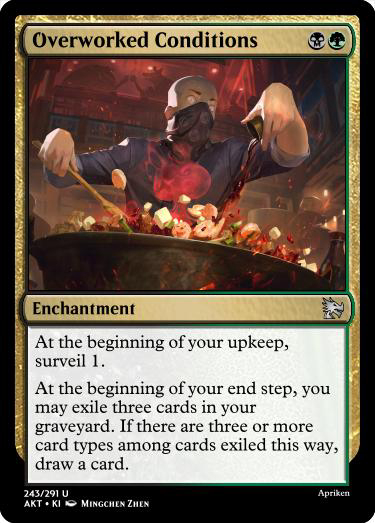 Overworked Conditions
Enchantment
At the beginning of your upkeep,
surveil 1.
At the beginning of your end step, you
may exile three cards in your
graveyard. If there are three or more
card types among cards exiled this way,
draw a card.
243/291 U
Apriken
AKT • KI Mingchen Zhen